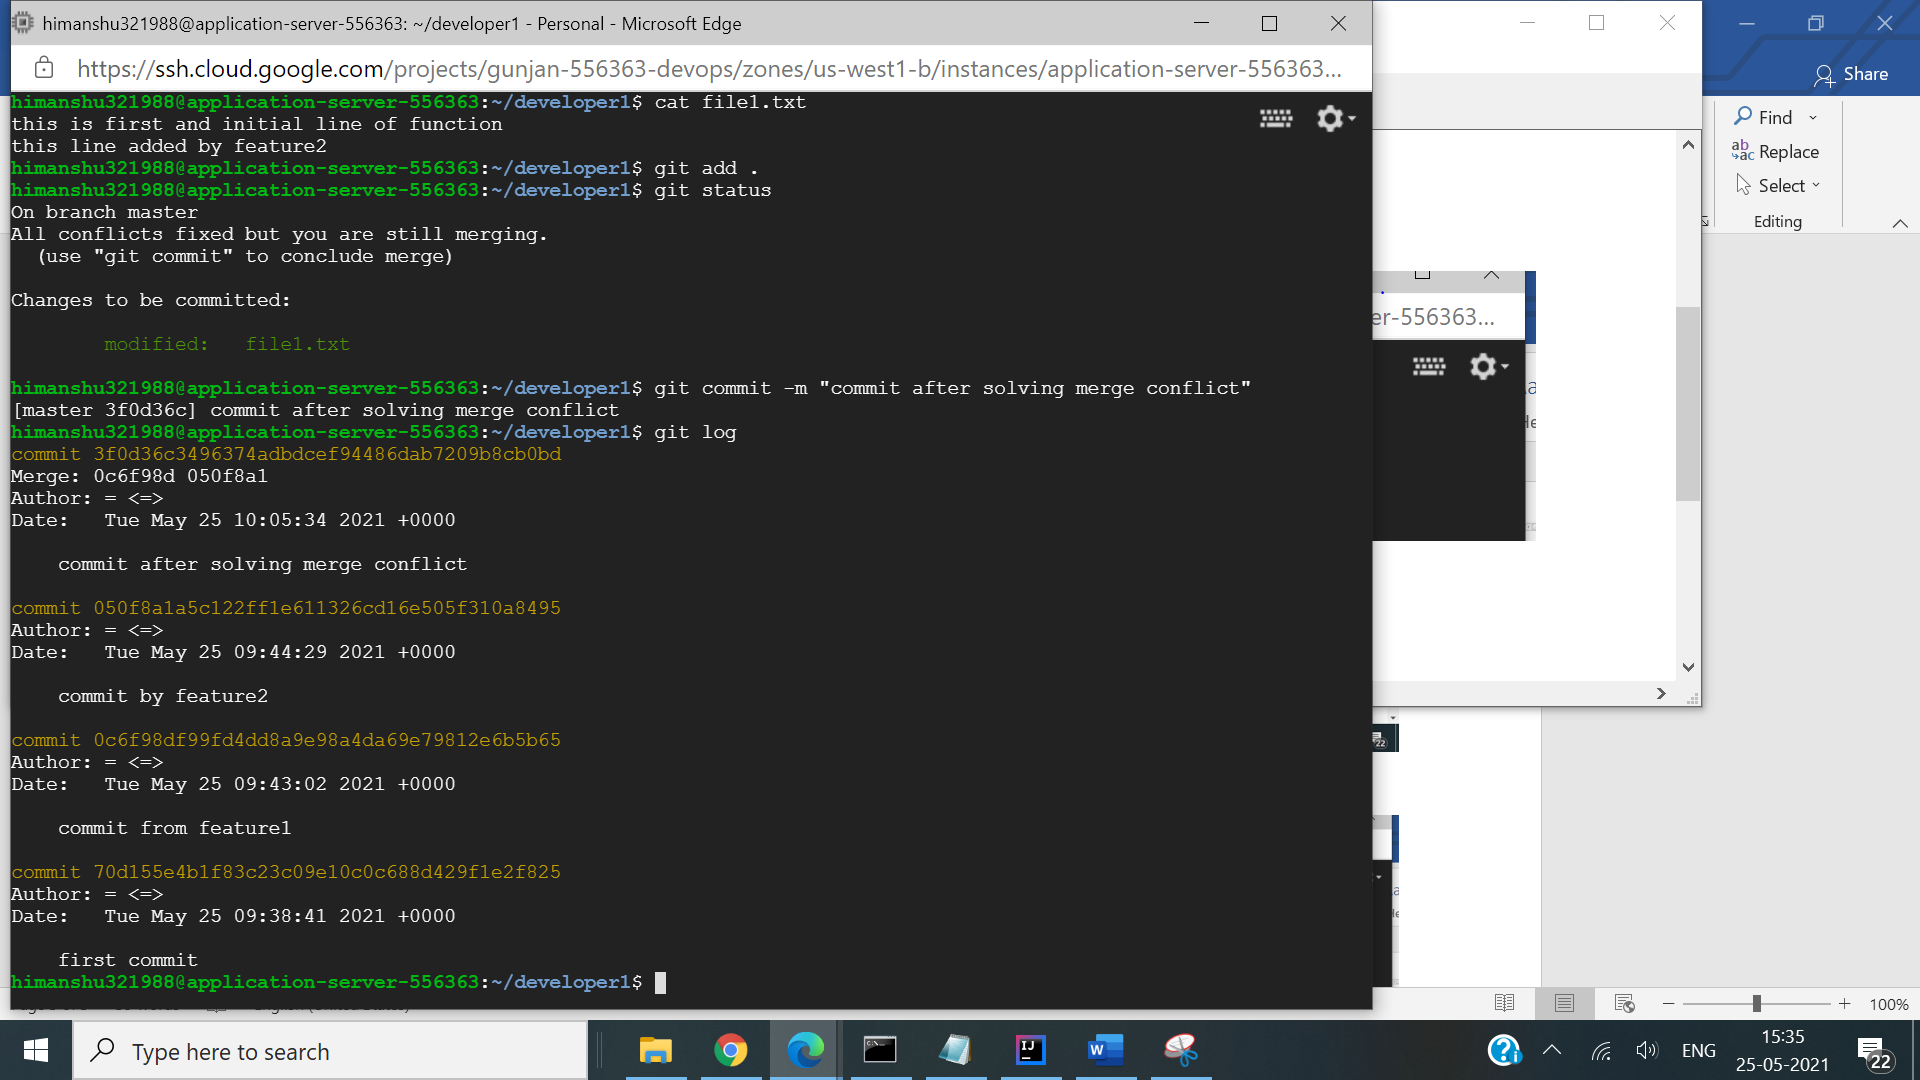 himanshu321988@application-server-556363: ~/developer1 - Personal - Microsoft Edge
https://ssh.cloud.google.com/projects/gunjan-556363-devops/zones/us-west1-b/instances/application-server-556363...
himanshu321988@application-server-556363:~/developer1$ cat file1.txt
this is first and initial line of function
this line added by feature2
himanshu321988@application-server-556363:~/developer1$ git add .
himanshu321988@application-server-556363:~/developer1$ git status
On branch master
All conflicts fixed but you are still merging.
  (use "git commit" to conclude merge)
Changes to be committed:
        modified:   file1.txt
himanshu321988@application-server-556363:~/developer1$ git commit -m "commit after solving merge conflict"
[master 3f0d36c] commit after solving merge conflict
himanshu321988@application-server-556363:~/developer1$ git log
commit 3f0d36c3496374adbdcef94486dab7209b8cb0bd
Merge: 0c6f98d 050f8a1
Author: = <=>
Date:   Tue May 25 10:05:34 2021 +0000
    commit after solving merge conflict
commit 050f8a1a5c122ff1e611326cd16e505f310a8495
Author: = <=>
Date:   Tue May 25 09:44:29 2021 +0000
    commit by feature2
commit 0c6f98df99fd4dd8a9e98a4da69e79812e6b5b65
Author: = <=>
Date:   Tue May 25 09:43:02 2021 +0000
    commit from feature1
commit 70d155e4b1f83c23c09e10c0c688d429f1e2f825
Author: = <=>
Date:   Tue May 25 09:38:41 2021 +0000
    first commit
himanshu321988@application-server-556363:~/developer1$
Share
Find
Replace
Select
Editing
er-556363...
100%
Type here to search
ENG
15:35
25-05-2021
22